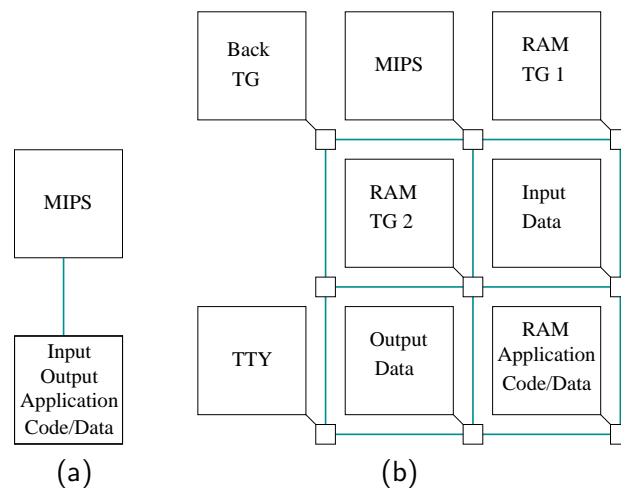 Back
TG
MIPS
RAM
TG 1
MIPS
RAM
TG 2
Input
Data
Input
Output
Application
Code/Data
TTY
Output
Data
RAM
Application
Code/Data
(a)
(b)